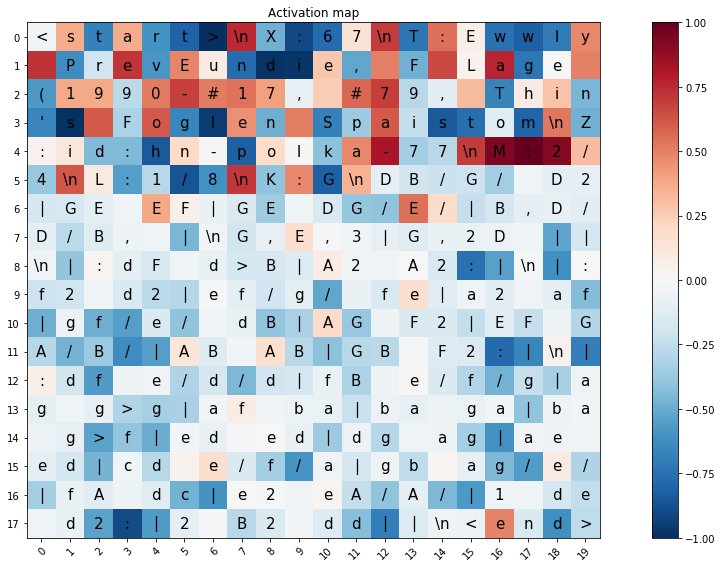 Activation map
0 < s t a r t > \n X : 6 7 \n T : E w w l y
1 P r e v E u n d i e , F L a g e
2 ( 1 9 9 0 - # 1 7 , # 7 9 , T h i n
3 ' s F o g l e n S p a i s t o m \n Z
4 : i d : h n - p o l k a - 7 7 \n M : 2 /
5 4 \n L : 1 / 8 \n K : G \n D B / G / D 2
6 | G E E F | G E D G / E / | B , D /
7 D / B , | \n G , E , 3 | G , 2 D | |
8 \n | : d F d > B | A 2 A 2 : | \n | :
9 f 2 d 2 | e f / g / f e | a 2 a f
10 | g f / e / d B | A G F 2 | E F G
11 A / B / | A B A B | G B F 2 : | \n |
12 : d f e / d / d | f B e / f / g | a
13 g g > g | a f b a | b a g a | b a
14 g > f | e d e d | d g a g | a e
15 e d | c d e / f / a | g b a g / e /
16 | f A d c | e 2 e A / A / | 1 d e
17 d 2 : | 2 B 2 d d | | \n < e n d >
0 1 2 3 4 5 6 7 8 9 10 11 12 13 14 15 16 17 18 19
1.00
0.75
0.50
0.25
0.00
−0.25
−0.50
−0.75
−1.00